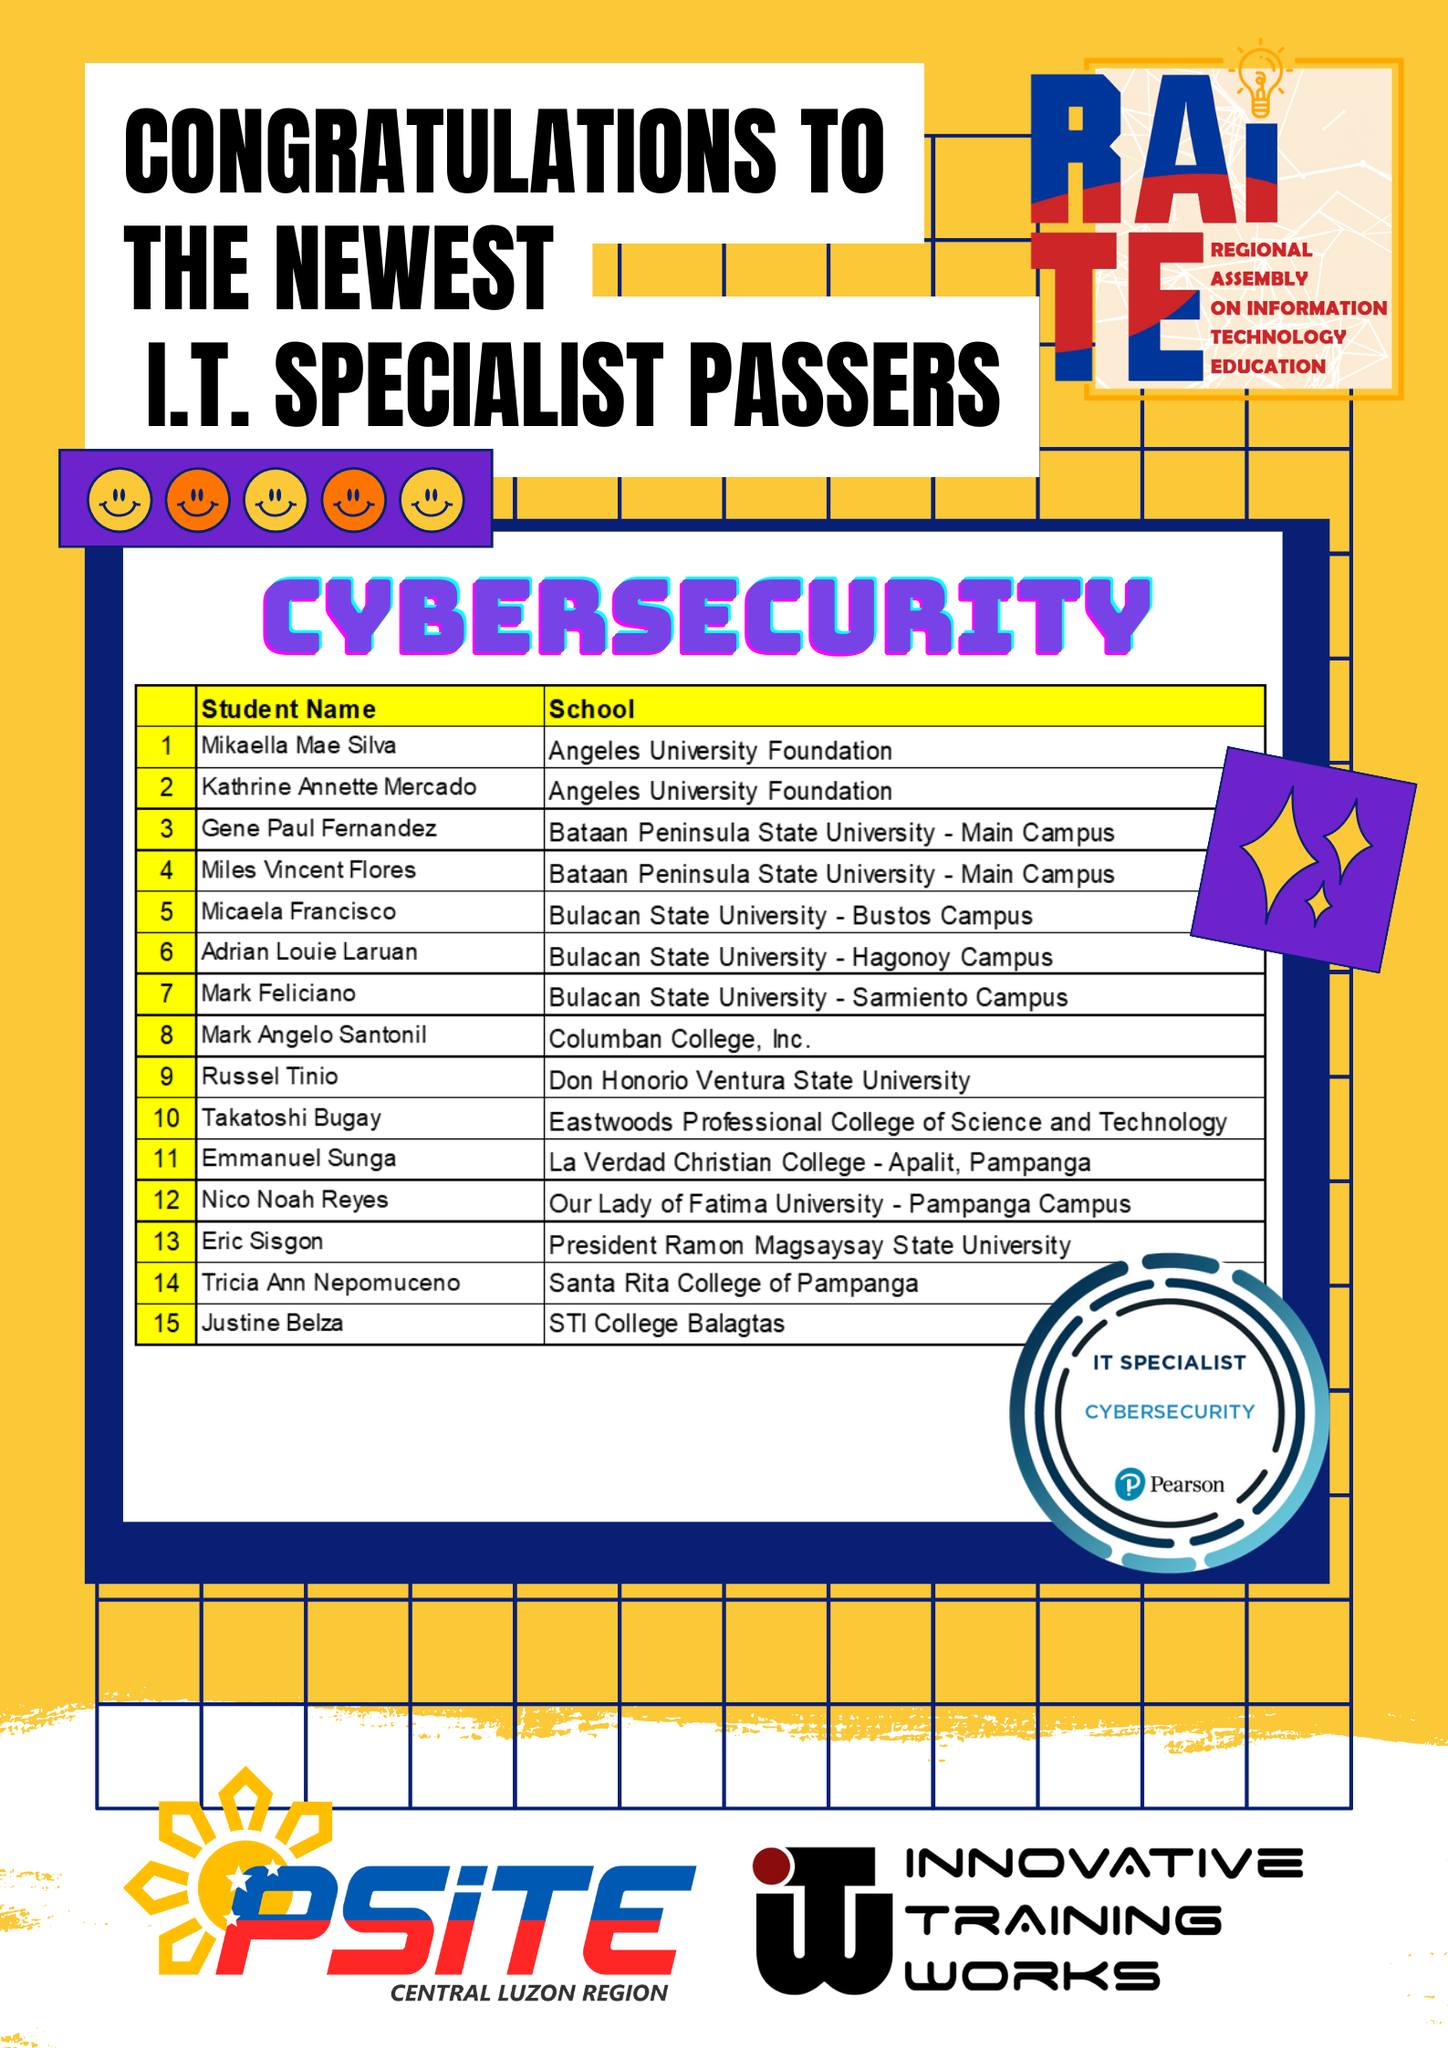 CONGRATULATIONS TO
THE NEWEST
I.T. SPECIALIST PASSERS
RAiTE
REGIONAL
ASSEMBLY
ON INFORMATION
TECHNOLOGY
EDUCATION
CYBERSECURITY
Student Name School
1 Mikaella Mae Silva Angeles University Foundation
2 Kathrine Annette Mercado Angeles University Foundation
3 Gene Paul Fernandez Bataan Peninsula State University - Main Campus
4 Miles Vincent Flores Bataan Peninsula State University - Main Campus
5 Micaela Francisco Bulacan State University - Bustos Campus
6 Adrian Louie Laruan Bulacan State University - Hagonoy Campus
7 Mark Feliciano Bulacan State University - Sarmiento Campus
8 Mark Angelo Santonil Columban College, Inc.
9 Russel Tinio Don Honorio Ventura State University
10 Takatoshi Bugay Eastwoods Professional College of Science and Technology
11 Emmanuel Sunga La Verdad Christian College - Apalit, Pampanga
12 Nico Noah Reyes Our Lady of Fatima University - Pampanga Campus
13 Eric Sisgon President Ramon Magsaysay State University
14 Tricia Ann Nepomuceno Santa Rita College of Pampanga
15 Justine Belza STI College Balagtas
IT SPECIALIST
CYBERSECURITY
Pearson
PSiTE
CENTRAL LUZON REGION
iTW
INNOVATIVE
TRAINING
WORKS